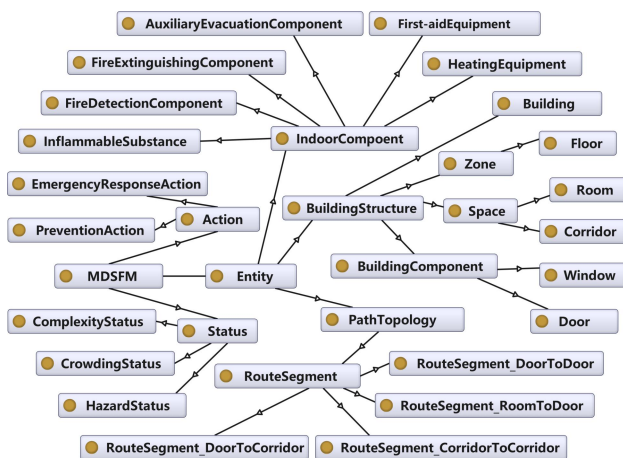 AuxiliaryEvacuationComponent
First-aidEquipment
FireExtinguishingComponent
HeatingEquipment
FireDetectionComponent
Building
InflammableSubstance
IndoorCompoent
Floor
Zone
EmergencyResponseAction
Room
BuildingStructure
Space
Action
PreventionAction
Corridor
BuildingComponent
MDSFM
Entity
Window
ComplexityStatus
Status
PathTopology
Door
CrowdingStatus
RouteSegment_DoorToDoor
RouteSegment
HazardStatus
RouteSegment_RoomToDoor
RouteSegment_DoorToCorridor
RouteSegment_CorridorToCorridor